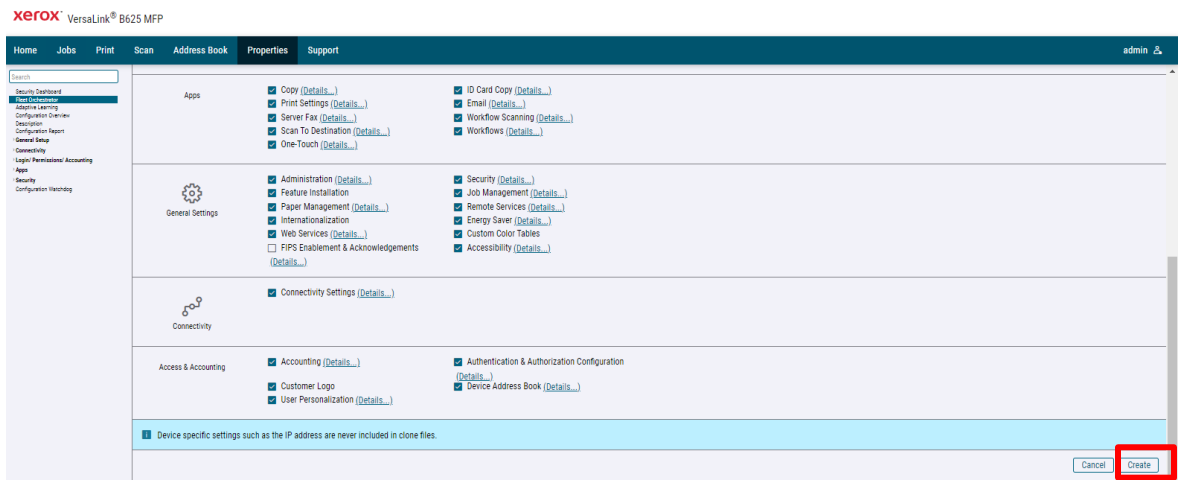 xerox™ VersaLink® B625 MFP
Home Jobs Print Scan Address Book Properties Support admin
Search
Security Dashboard
Fleet Orchestrator
Adaptive Learning
Configuration Overview
Description
Configuration Report
General Setup
Connectivity
Login/ Permissions/ Accounting
Apps
Security
Configuration Watchdog
Apps
Copy (Details...) ID Card Copy (Details...)
Print Settings (Details...) Email (Details...)
Server Fax (Details...) Workflow Scanning (Details...)
Scan To Destination (Details...) Workflows (Details...)
One-Touch (Details...)
General Settings
Administration (Details...) Security (Details...)
Feature Installation Job Management (Details...)
Paper Management (Details...) Remote Services (Details...)
Internationalization Energy Saver (Details...)
Web Services (Details...) Custom Color Tables
FIPS Enablement & Acknowledgements Accessibility (Details...)
(Details...)
Connectivity
Connectivity Settings (Details...)
Access & Accounting
Accounting (Details...) Authentication & Authorization Configuration
(Details...)
Customer Logo Device Address Book (Details...)
User Personalization (Details...)
Device specific settings such as the IP address are never included in clone files.
Cancel Create